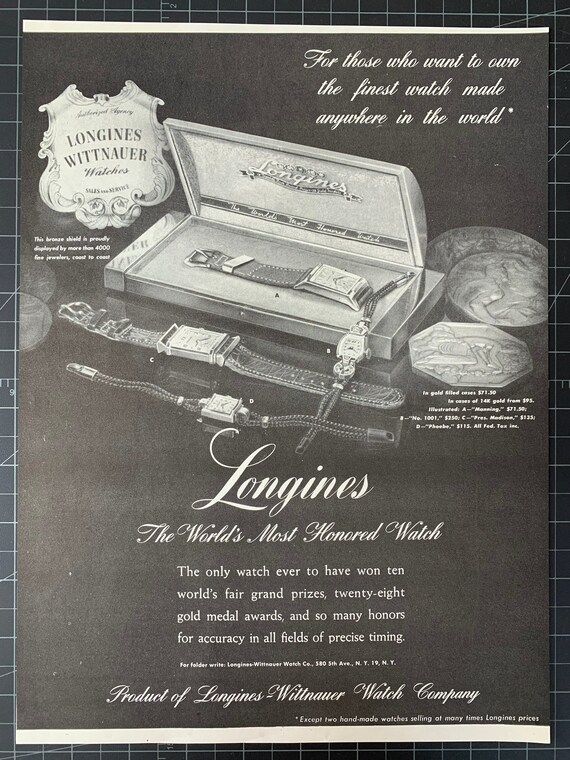 For those who want to own
the finest watch made
anywhere in the world*
Authorized Agency
LONGINES
WITTNAUER
Watches
SALES AND SERVICE
This bronze shield is proudly
displayed by more than 4000
fine jewelers, coast to coast
Longines
The World's Most Honored Watch
A
F
B
C
D
In gold filled cases $71.50
In cases of 14K gold from $95.
Illustrated: A—"Manning," $71.50;
B—"No. 1001," $250; C—"Pres. Madison," $135;
D—"Phoebe," $115. All Fed. Tax inc.
Longines
The World's Most Honored Watch
The only watch ever to have won ten
world's fair grand prizes, twenty-eight
gold medal awards, and so many honors
for accuracy in all fields of precise timing.
For folder write: Longines-Wittnauer Watch Co., 580 5th Ave., N. Y. 19, N. Y.
Product of Longines-Wittnauer Watch Company
*Except two hand-made watches selling at many times Longines prices